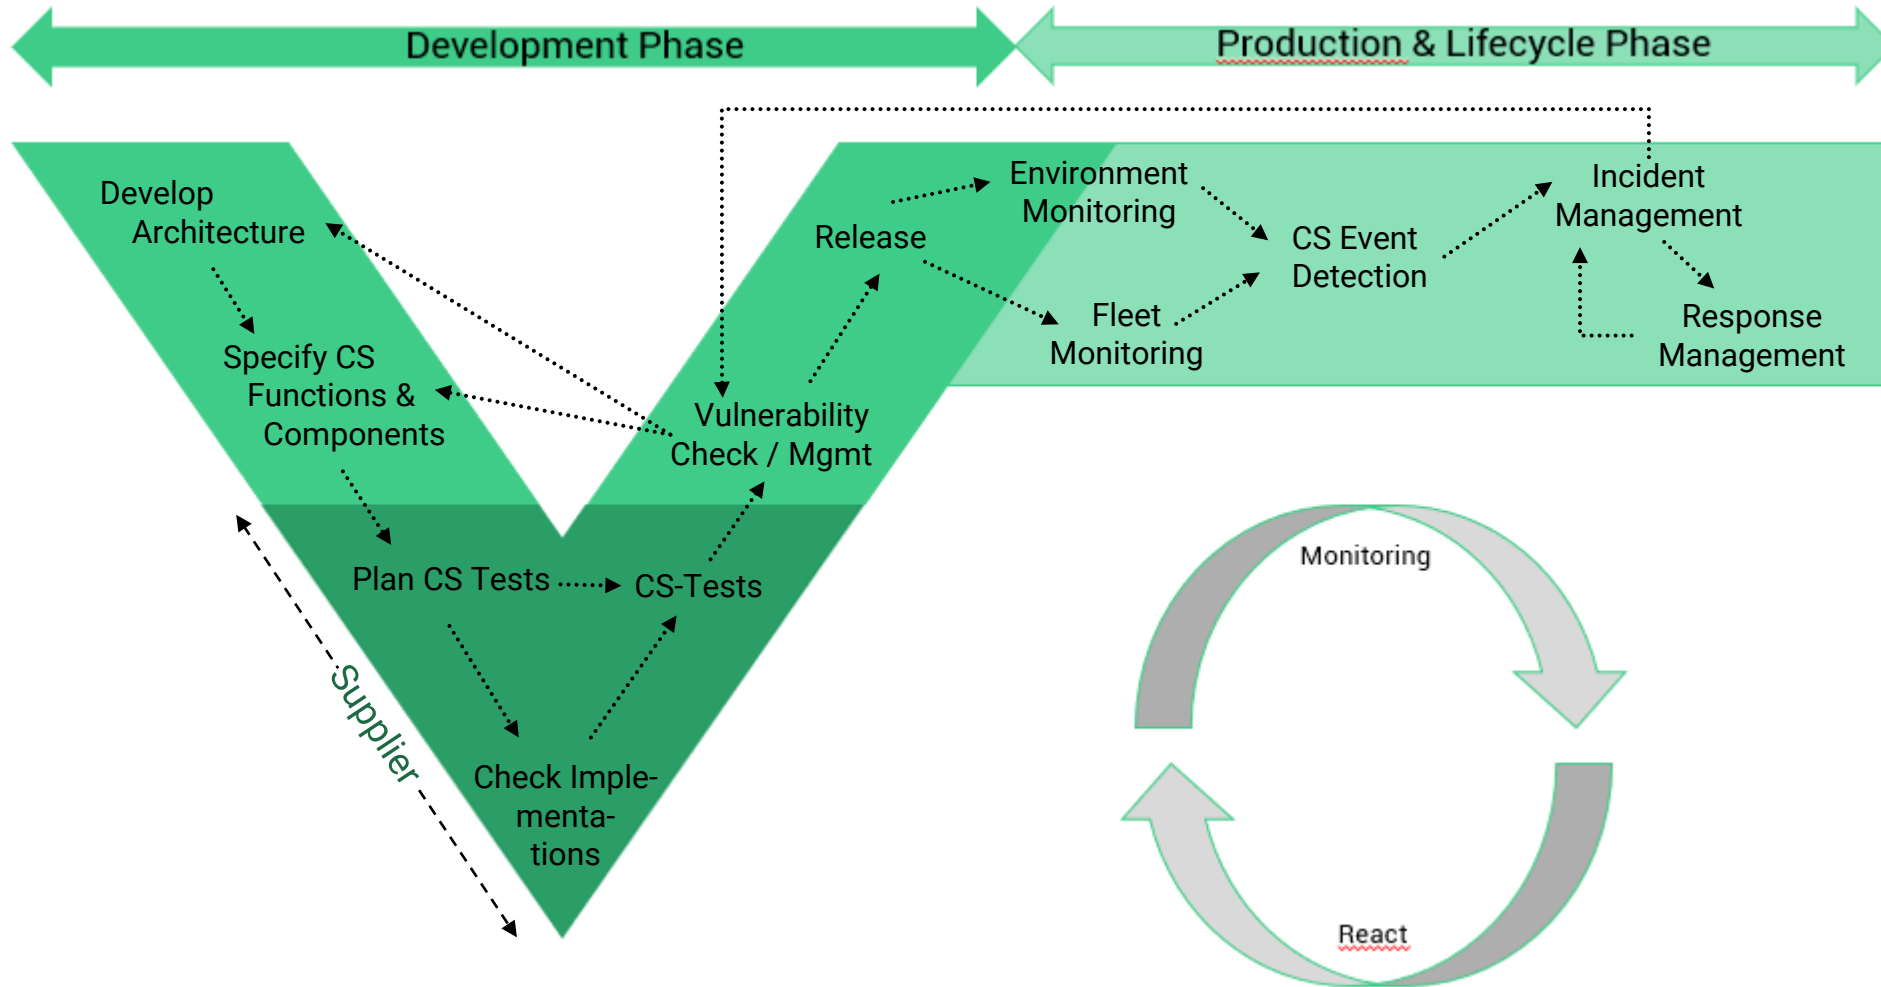 Development Phase
Production & Lifecycle Phase
Develop
Architecture
Specify CS
Functions &
Components
Plan CS Tests
Check Imple-
menta-
tions
CS-Tests
Vulnerability
Check / Mgmt
Release
Environment
Monitoring
Fleet
Monitoring
CS Event
Detection
Incident
Management
Response
Management
Supplier
Monitoring
React